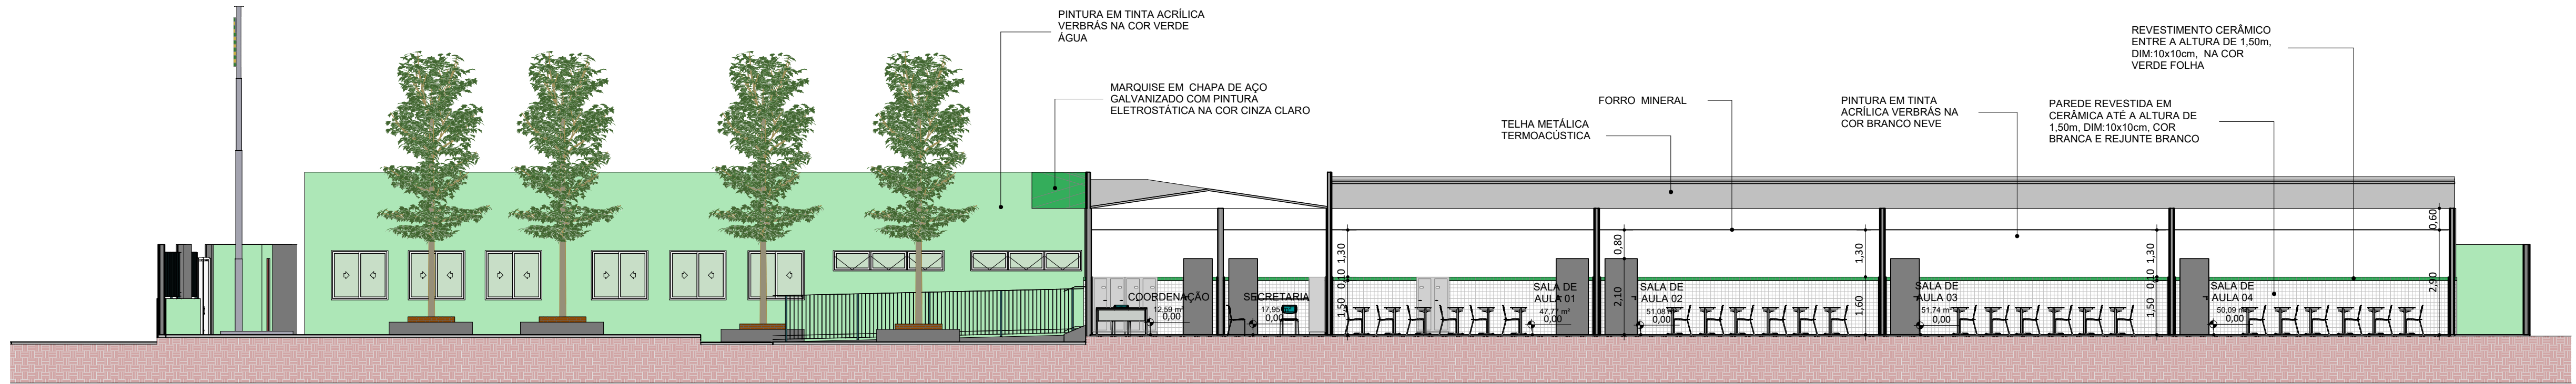 PINTURA EM TINTA ACRÍLICA
VERBRÁS NA COR VERDE
ÁGUA
MARQUISE EM CHAPA DE AÇO
GALVANIZADO COM PINTURA
ELETROSTÁTICA NA COR CINZA CLARO
TELHA METÁLICA
TERMOACÚSTICA
FORRO MINERAL
PINTURA EM TINTA
ACRÍLICA VERBRÁS NA
COR BRANCO NEVE
PAREDE REVESTIDA EM
CERÂMICA ATÉ A ALTURA DE
1,50m, DIM:10x10cm, COR
BRANCA E REJUNTE BRANCO
REVESTIMENTO CERÂMICO
ENTRE A ALTURA DE 1,50m,
DIM:10x10cm, NA COR
VERDE FOLHA
COORDENAÇÃO
12,59 m²
0,00
SECRETARIA
17,95
0,00
1,30
0,10
1,50
SALA DE
AULA 01
47,77 m²
0,00
0,80
2,10
SALA DE
AULA 02
51,08 m²
0,00
1,30
1,60
SALA DE
AULA 03
51,74 m²
0,00
1,30
0,10
1,50
SALA DE
AULA 04
50,09 m²
0,00
0,60
2,90